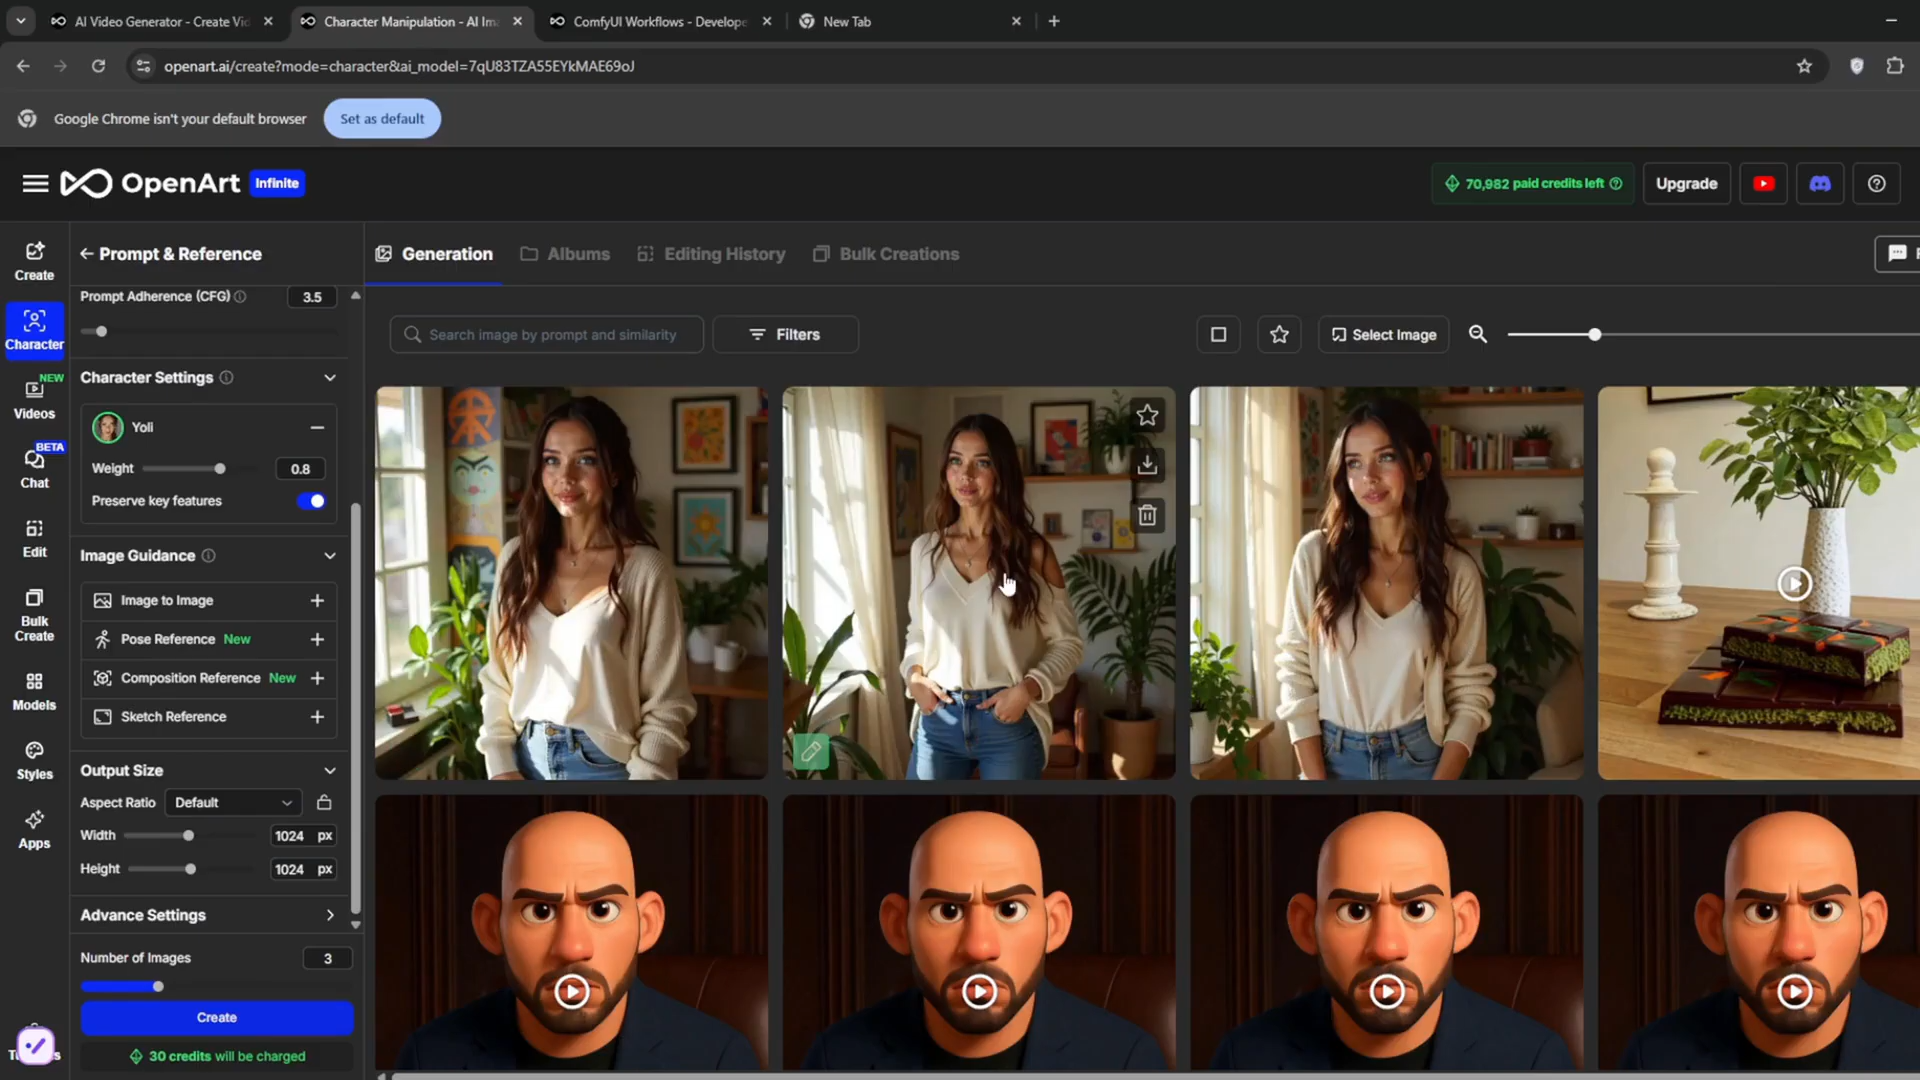 AI Video Generator - Create Vi
Character Manipulation - AI Im
ComfyUI Workflows - Develope
New Tab
openart.ai/create?mode=character&ai_model=7qU83TZA55EYkMAE69oJ
Google Chrome isn't your default browser
Set as default
OpenArt
Infinite
70,982 paid credits left
Upgrade
Create
Character
NEW
Videos
BETA
Chat
Edit
Bulk
Create
Models
Styles
Apps
Prompt & Reference
Prompt Adherence (CFG)
3.5
Character Settings
Yoli
Weight
0.8
Preserve key features
Image Guidance
Image to Image
Pose Reference New
Composition Reference New
Sketch Reference
Output Size
Aspect Ratio
Default
Width
1024 px
Height
1024 px
Advance Settings
Number of Images
3
Create
30 credits will be charged
Generation
Albums
Editing History
Bulk Creations
Search image by prompt and similarity
Filters
Select Image